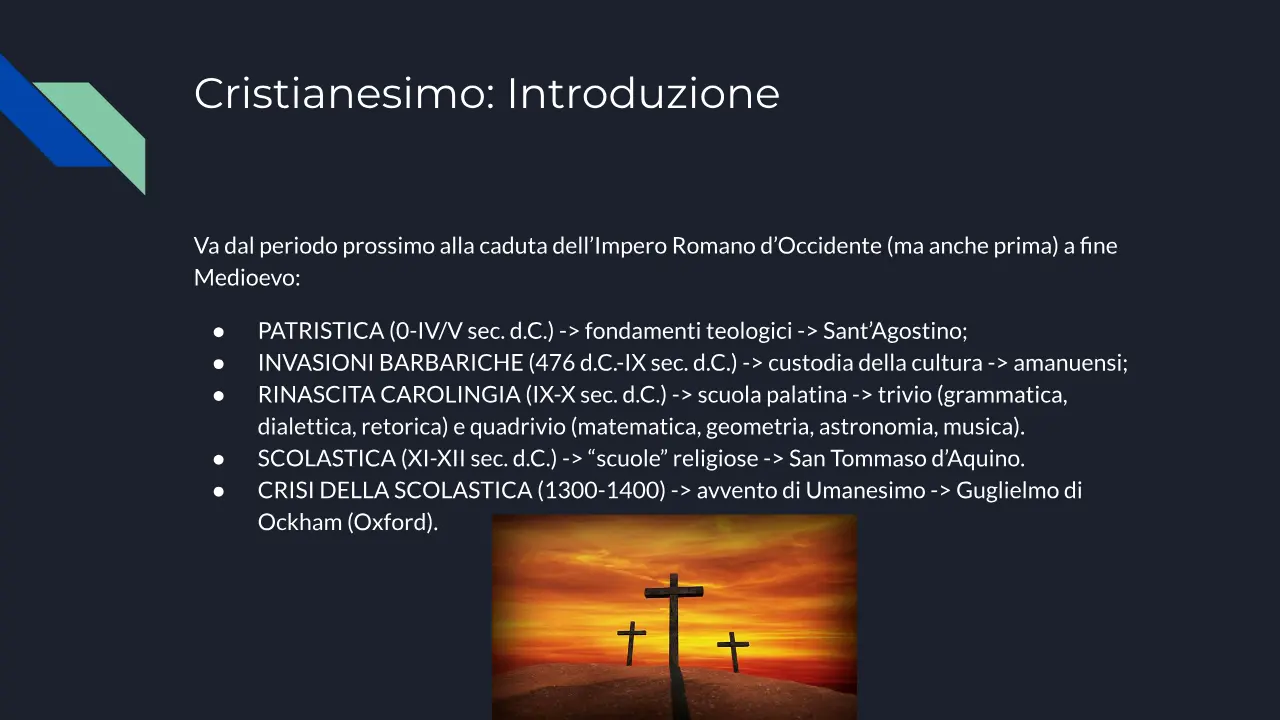 Cristianesimo: Introduzione
Va dal periodo prossimo alla caduta dell’Impero Romano d’Occidente (ma anche prima) a fine
Medioevo:
● PATRISTICA (0-IV/V sec. d.C.) -> fondamenti teologici -> Sant’Agostino;
● INVASIONI BARBARICHE (476 d.C.-IX sec. d.C.) -> custodia della cultura -> amanuensi;
● RINASCITA CAROLINGIA (IX-X sec. d.C.) -> scuola palatina -> trivio (grammatica,
dialettica, retorica) e quadrivio (matematica, geometria, astronomia, musica).
● SCOLASTICA (XI-XII sec. d.C.) -> “scuole” religiose -> San Tommaso d’Aquino.
● CRISI DELLA SCOLASTICA (1300-1400) -> avvento di Umanesimo -> Guglielmo di
Ockham (Oxford).